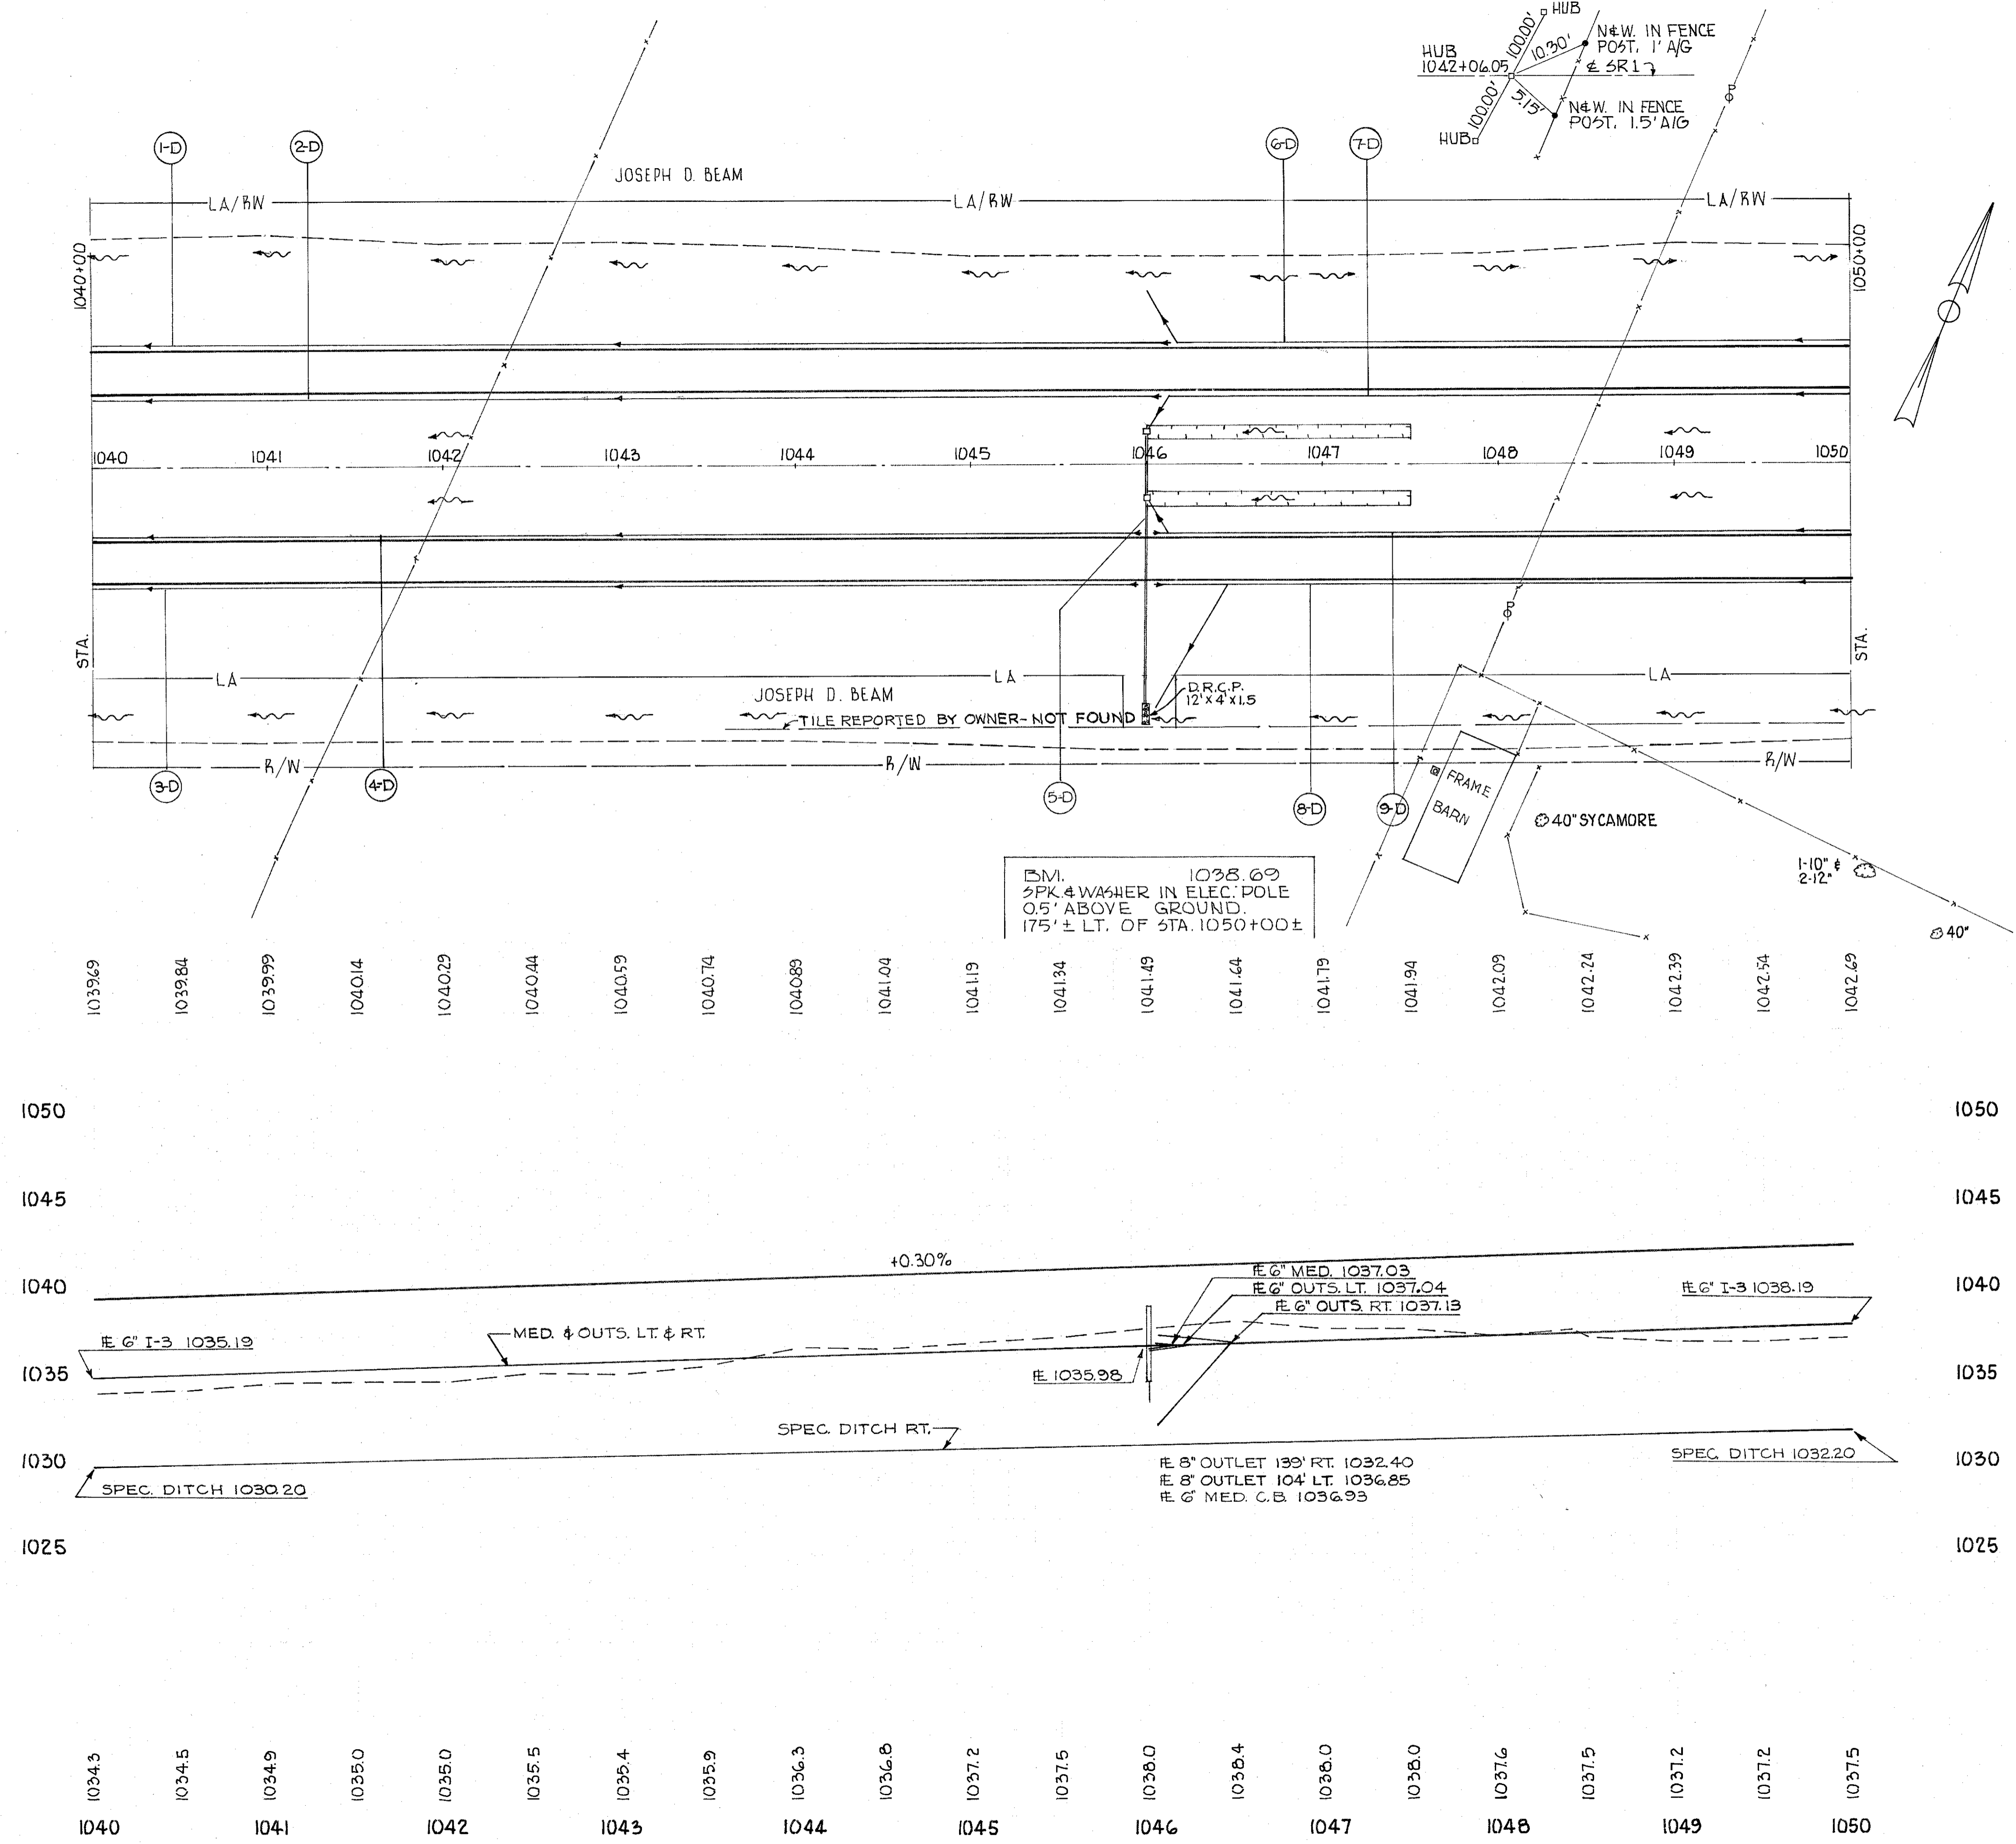 HUB
N&W. IN FENCE
POST. 1' A/G
100.00'
10.30'
HUB
1042+06.05
℄ SR1
100.00'
5.15'
N&W. IN FENCE
POST. 1.5' A/G
HUB
1-D
2-D
6-D
7-D
JOSEPH D. BEAM
LA/RW
LA/RW
LA/RW
1040+00
1050+00
P
1040
1041
1042
1043
1044
1045
1046
1047
1048
1049
1050
P
STA.
STA.
LA
LA
LA
JOSEPH D. BEAM
D.R.C.P.
12'X4'X1.5
TILE REPORTED BY OWNER-NOT FOUND
R/W
R/W
R/W
3-D
4-D
5-D
8-D
9-D
FRAME
BARN
40" SYCAMORE
1-10" &
2-12"
40"
BM. 1038.69
SPK.& WASHER IN ELEC. POLE
0.5' ABOVE GROUND.
175' ± LT. OF STA. 1050+00±
1039.69
1039.84
1039.99
1040.14
1040.29
1040.44
1040.59
1040.74
1040.89
1041.04
1041.19
1041.34
1041.49
1041.64
1041.79
1041.94
1042.09
1042.24
1042.39
1042.54
1042.69
1050
1050
1045
1045
+0.30%
1040
1040
FE 6" MED. 1037.03
FE 6" OUTS. LT. 1037.04
FE 6" OUTS. RT. 1037.13
FE 6" I-3 1038.19
FE 6" I-3 1035.19
MED. & OUTS. LT. & RT.
1035
1035
FE 1035.98
SPEC. DITCH RT.
1030
1030
FE 8" OUTLET 139' RT. 1032.40
FE 8" OUTLET 104' LT. 1036.85
FE 6" MED. C.B. 1036.93
SPEC. DITCH 1032.20
SPEC. DITCH 1030.20
1025
1025
1034.3
1034.5
1034.9
1035.0
1035.0
1035.5
1035.4
1035.9
1036.3
1036.8
1037.2
1037.5
1038.0
1038.4
1038.0
1038.0
1037.6
1037.5
1037.2
1037.2
1037.5
1040
1041
1042
1043
1044
1045
1046
1047
1048
1049
1050